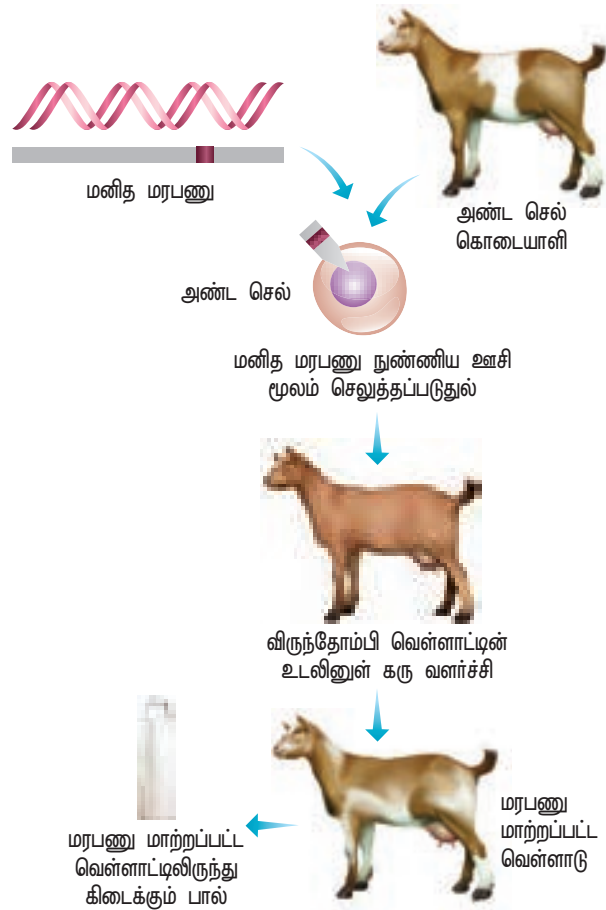 மனித மரபணு
அண்ட செல்
கொடையாளி
அண்ட செல்
மனித மரபணு நுண்ணிய ஊசி
மூலம் செலுத்தப்படுதுல்
விருந்தோம்பி வெள்ளாட்டின்
உடலினுள் கரு வளர்ச்சி
மரபணு
மாற்றப்பட்ட
வெள்ளாடு
மரபணு மாற்றப்பட்ட
வெள்ளாட்டிலிருந்து
கிடைக்கும் பால்